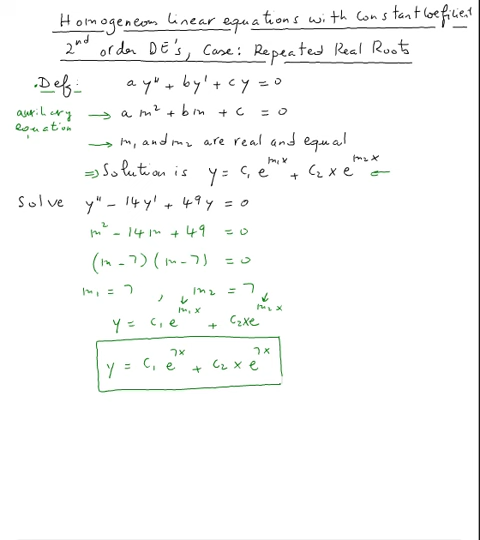 Homogeneous linear equations with Constant Coefficient
2nd order DE's, Case: Repeated Real Roots
Def: ay" + by' + cy = 0
auxiliary equation → am² + bm + c = 0
→ m₁ and m₂ are real and equal
⇒ Solution is y = C₁e^{m₁x} + C₂xe^{m₂x} ←
Solve y" - 14y' + 49y = 0
m² - 14m + 49 = 0
(m-7)(m-7) = 0
m₁ = 7 , m₂ = 7
y = C₁e^{m₁x} + C₂xe^{m₂x}
y = C₁e^{7x} + C₂xe^{7x}